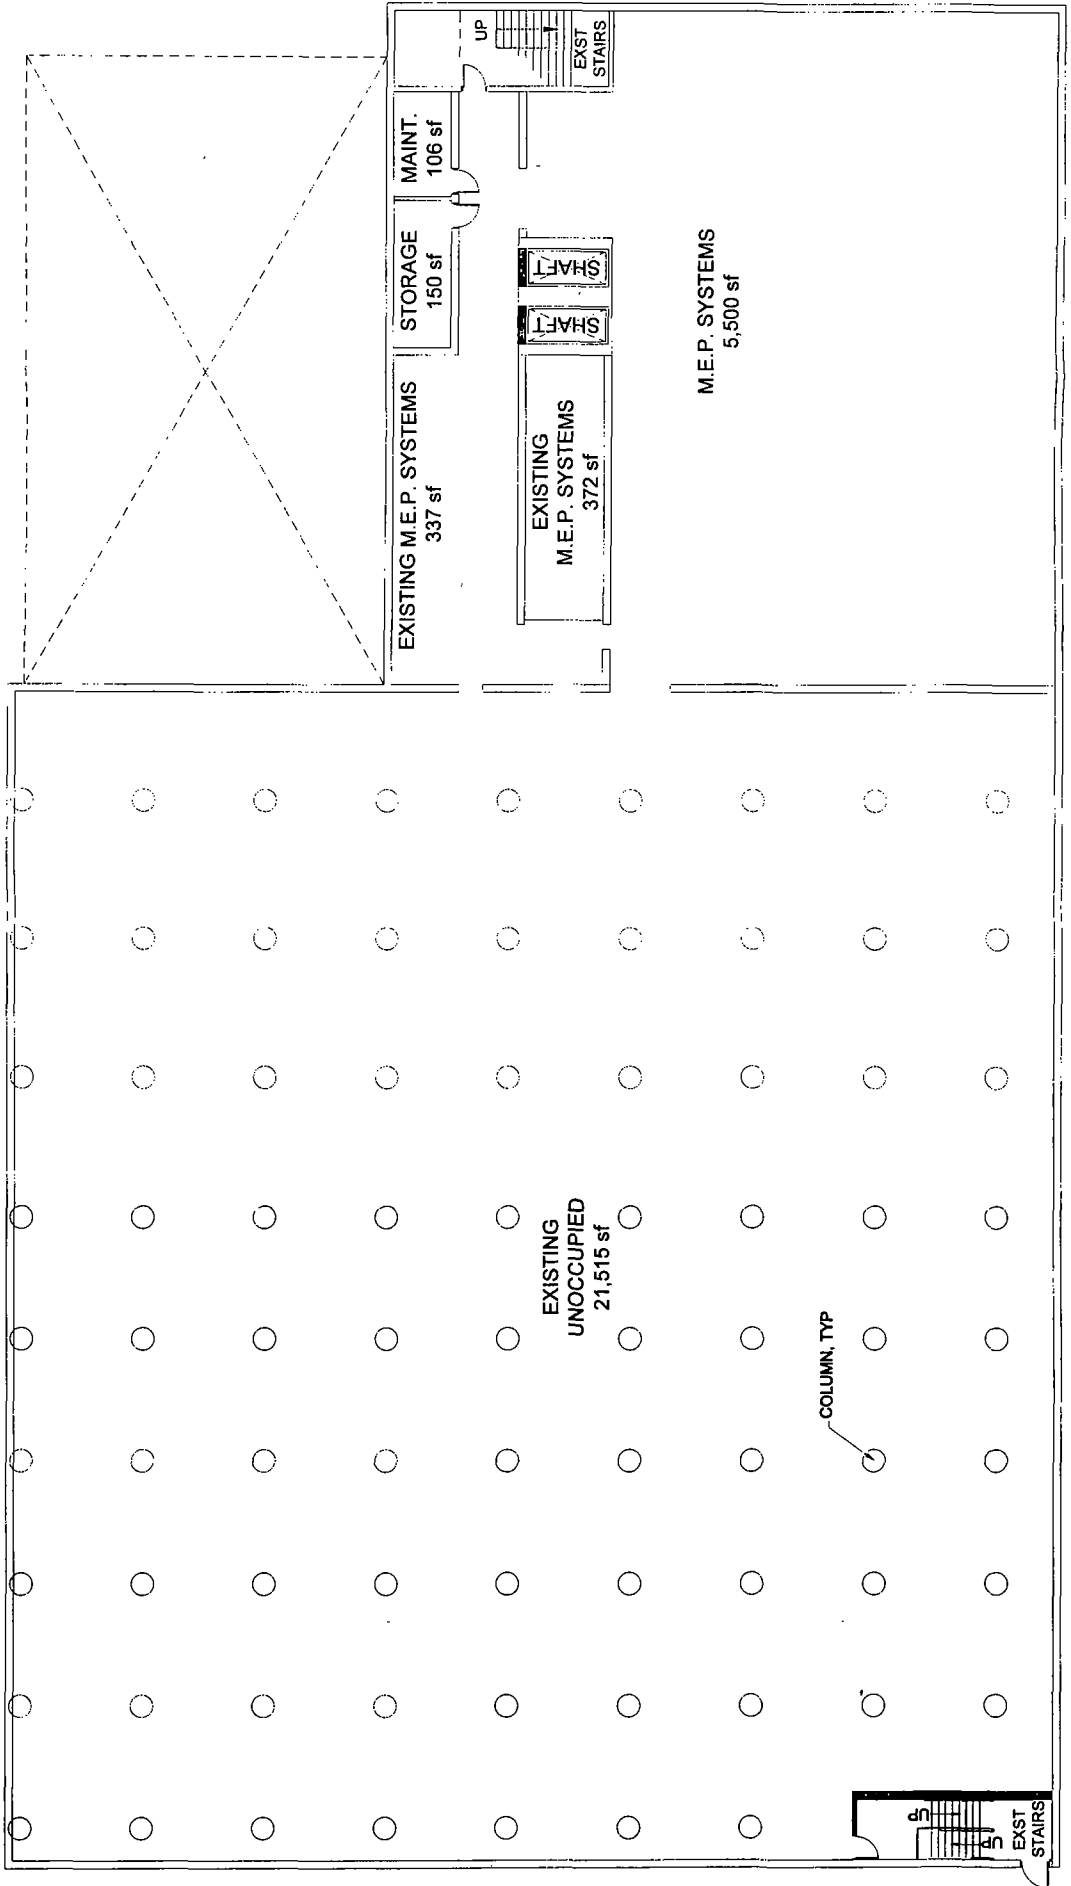 UP
EXST
STAIRS
MAINT.
106 sf
STORAGE
150 sf
SHAFT
SHAFT
M.E.P. SYSTEMS
5,500 sf
EXISTING M.E.P. SYSTEMS
337 sf
EXISTING
M.E.P. SYSTEMS
372 sf
EXISTING
UNOCCUPIED
21,515 sf
COLUMN, TYP
up
up
EXST
STAIRS